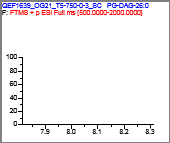 QEF1639_OG21_T5-750-0-3_SC PG-DAG-26:0
F: FTMS + p ESI Full ms [500.0000-2000.0000]
100
80
60
40
20
0
7.9 8.0 8.1 8.2 8.3